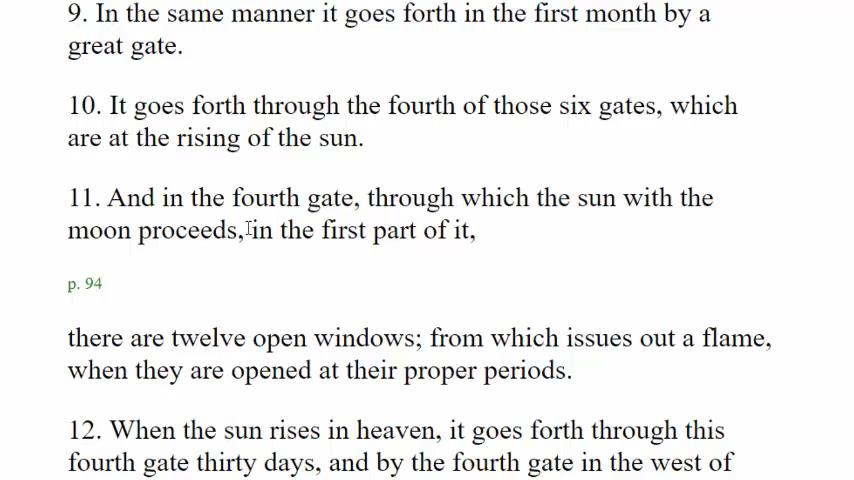 9. In the same manner it goes forth in the first month by a
great gate.
10. It goes forth through the fourth of those six gates, which
are at the rising of the sun.
11. And in the fourth gate, through which the sun with the
moon proceeds, in the first part of it,
p. 94
there are twelve open windows; from which issues out a flame,
when they are opened at their proper periods.
12. When the sun rises in heaven, it goes forth through this
fourth gate thirty days, and by the fourth gate in the west of